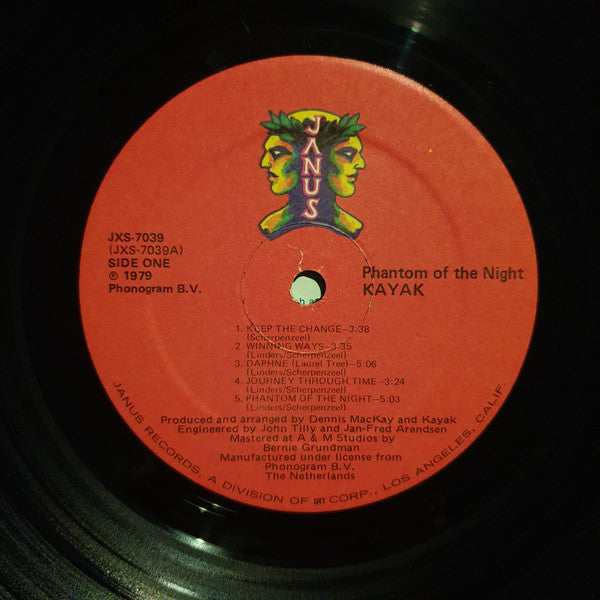 JANUS
JXS-7039
(JXS-7039A)
SIDE ONE
℗ 1979
Phonogram B.V.
Phantom of the Night
KAYAK
1. KEEP THE CHANGE—3:38
(Scherpenzeel)
2. WINNING WAYS—3:35
(Linders/Scherpenzeel)
3. DAPHNE (Laurel Tree)—5:06
(Linders/Scherpenzeel)
4. JOURNEY THROUGH TIME—3:24
(Linders/Scherpenzeel)
5. PHANTOM OF THE NIGHT—5:03
(Linders/Scherpenzeel)
Produced and arranged by Dennis MacKay and Kayak
Engineered by John Tilly and Jan-Fred Arendsen
Mastered at A & M Studios by
Bernie Grundman
Manufactured under license from
Phonogram B.V.
The Netherlands
JANUS RECORDS, A DIVISION OF GRT CORP., LOS ANGELES, CALIF.